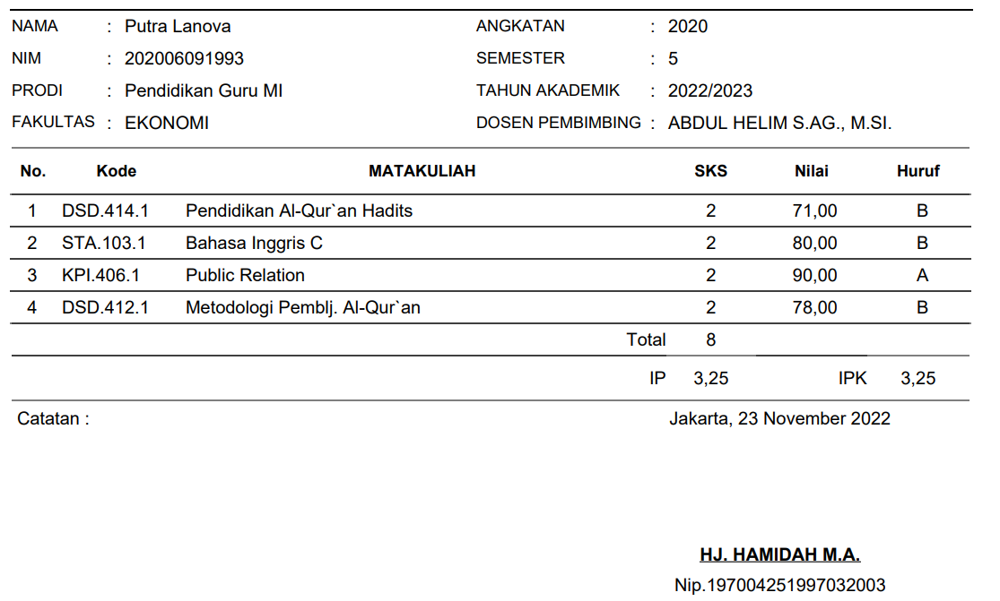 NAMA : Putra Lanova ANGKATAN : 2020
NIM : 202006091993 SEMESTER : 5
PRODI : Pendidikan Guru MI TAHUN AKADEMIK : 2022/2023
FAKULTAS : EKONOMI DOSEN PEMBIMBING : ABDUL HELIM S.AG., M.SI.
No. Kode MATAKULIAH SKS Nilai Huruf
1 DSD.414.1 Pendidikan Al-Qur`an Hadits 2 71,00 B
2 STA.103.1 Bahasa Inggris C 2 80,00 B
3 KPI.406.1 Public Relation 2 90,00 A
4 DSD.412.1 Metodologi Pemblj. Al-Qur`an 2 78,00 B
Total 8
IP 3,25 IPK 3,25
Catatan : Jakarta, 23 November 2022
HJ. HAMIDAH M.A.
Nip.197004251997032003